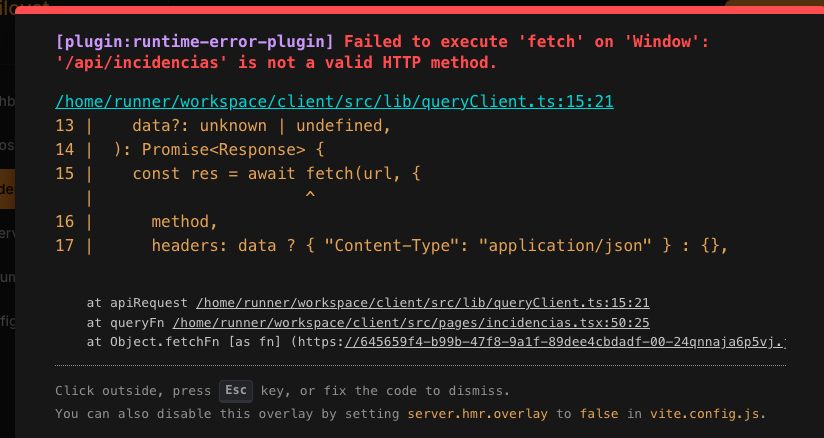 [plugin:runtime-error-plugin] Failed to execute 'fetch' on 'Window':
'/api/incidencias' is not a valid HTTP method.
/home/runner/workspace/client/src/lib/queryClient.ts:15:21
13 |    data?: unknown | undefined,
14 |  ): Promise<Response> {
15 |    const res = await fetch(url, {
   |                      ^
16 |      method,
17 |      headers: data ? { "Content-Type": "application/json" } : {},
at apiRequest /home/runner/workspace/client/src/lib/queryClient.ts:15:21
at queryFn /home/runner/workspace/client/src/pages/incidencias.tsx:50:25
at Object.fetchFn [as fn] (https://645659f4-b99b-47f8-9a1f-89dee4cbdadf-00-24qnnaja6p5vj.
Click outside, press Esc key, or fix the code to dismiss.
You can also disable this overlay by setting server.hmr.overlay to false in vite.config.js.